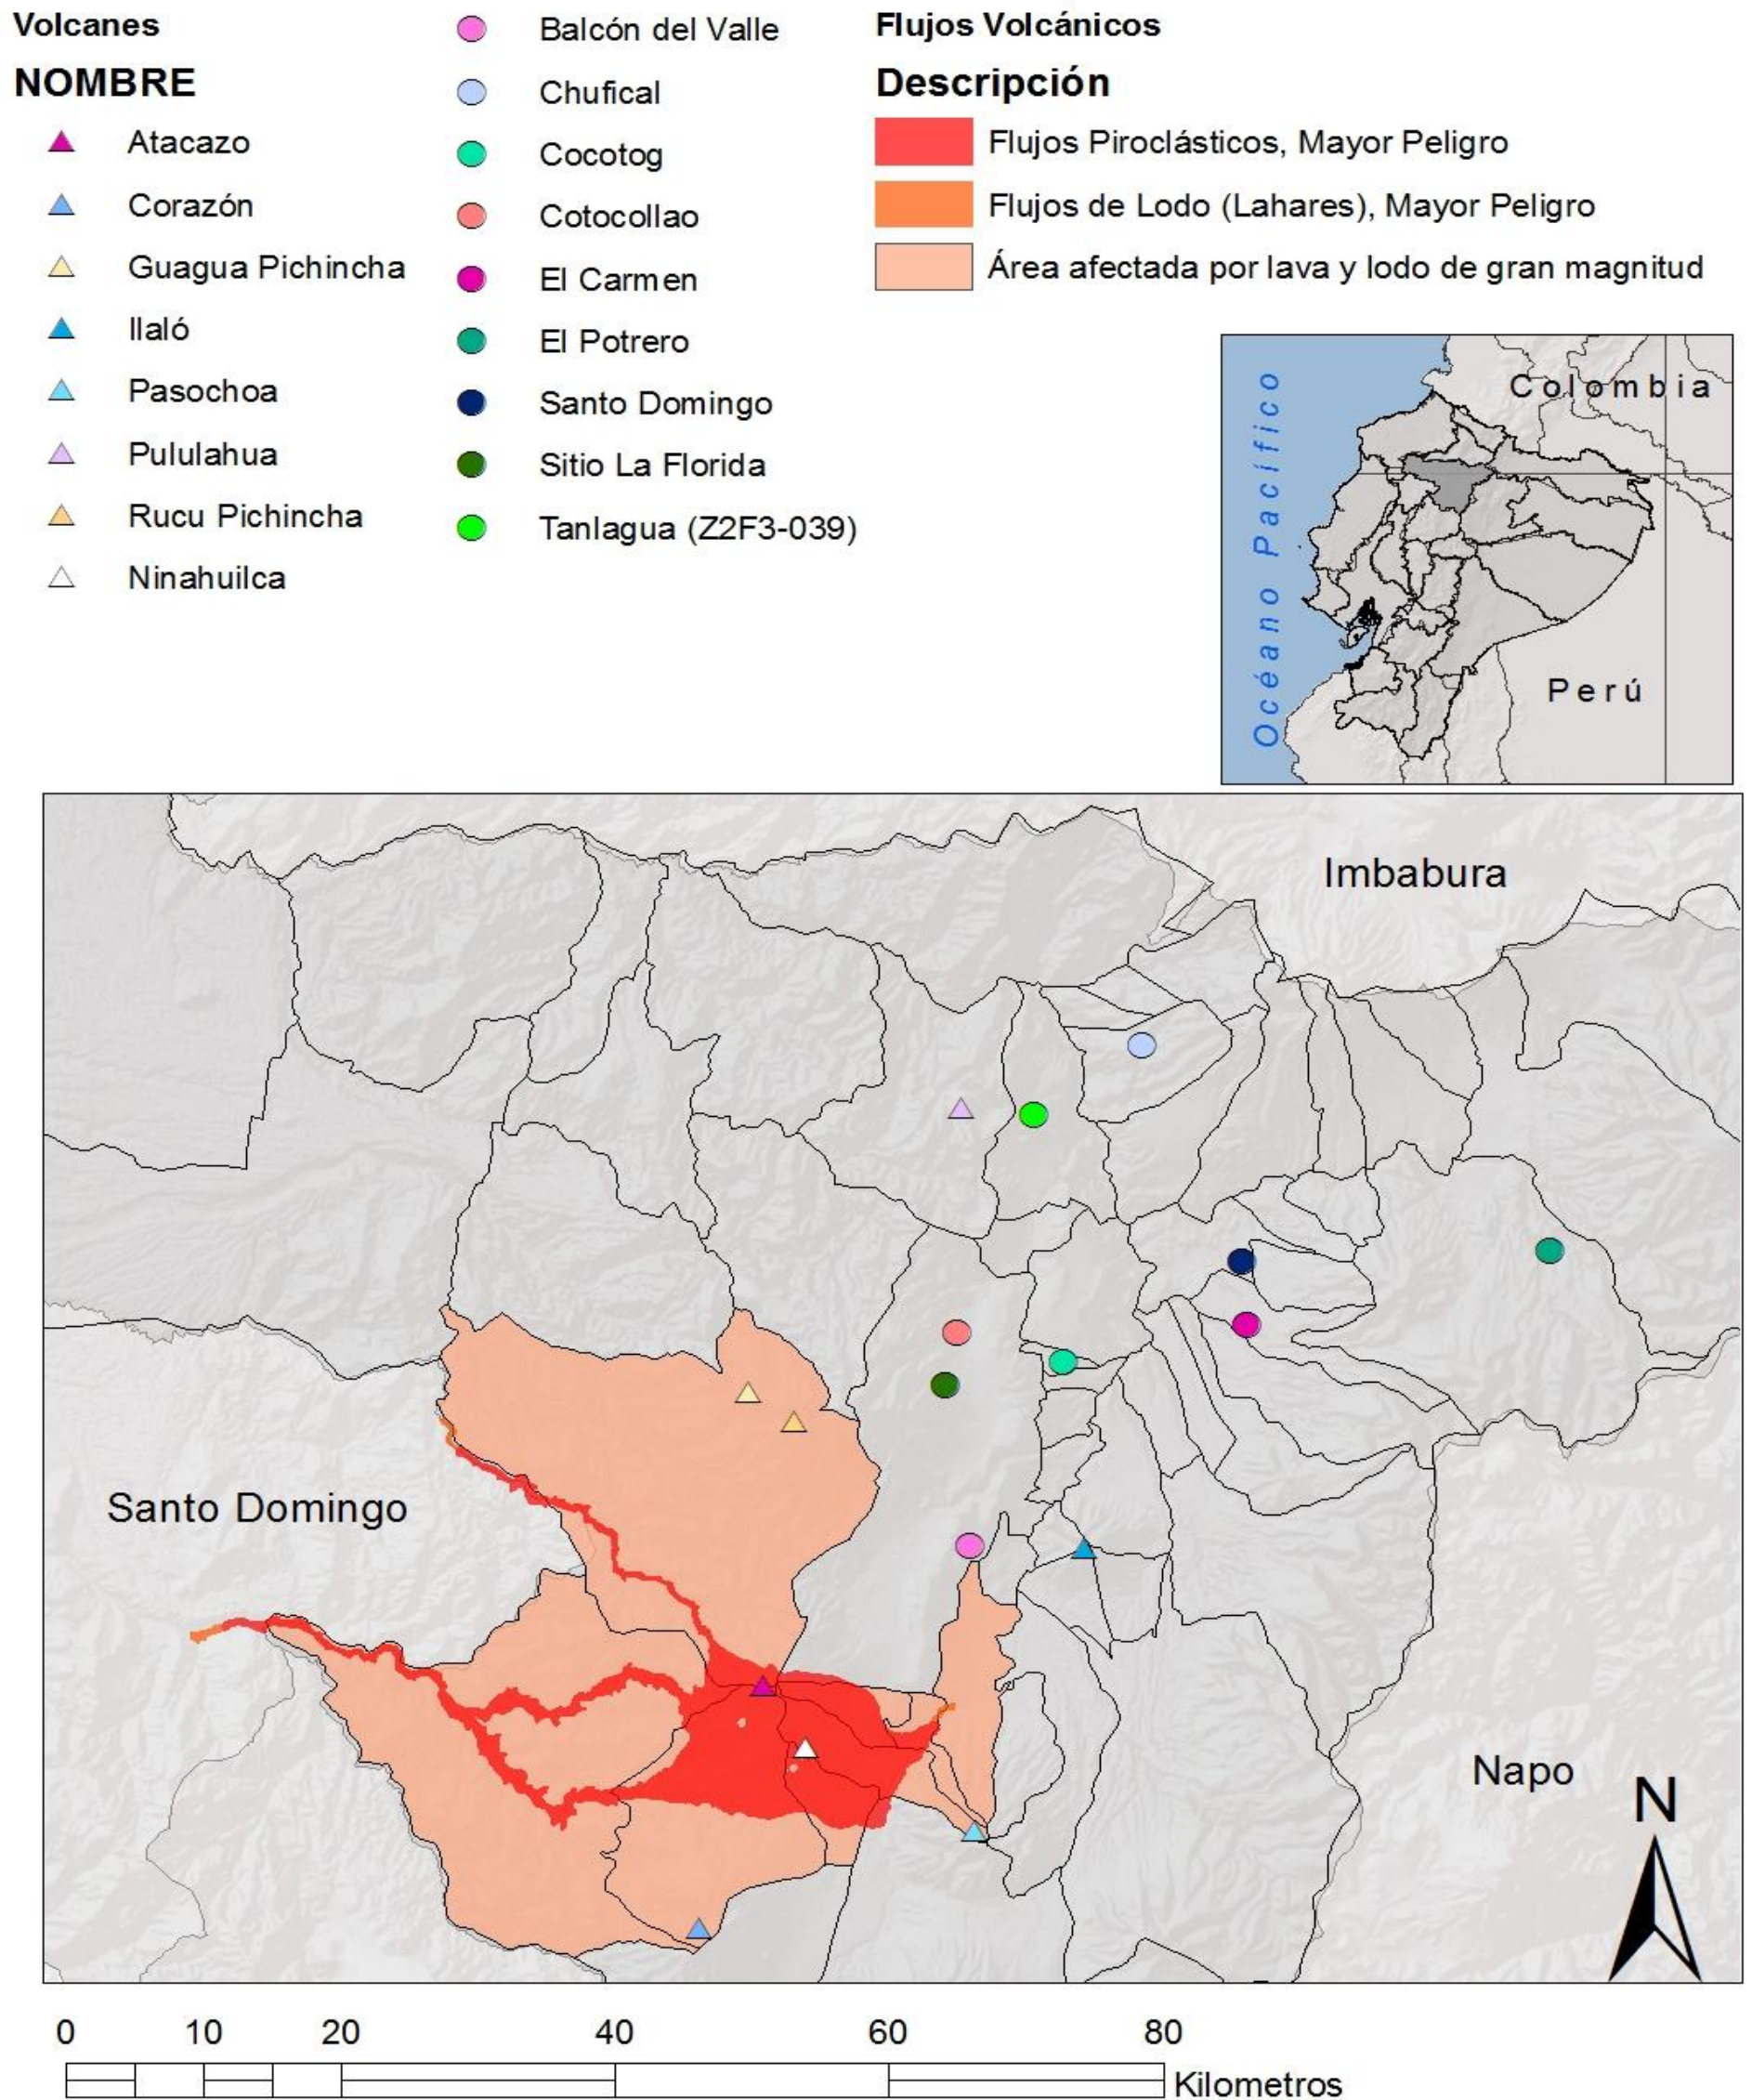 Volcanes
NOMBRE
Atacazo
Corazón
Guagua Pichincha
Ilaló
Pasochoa
Pululahua
Rucu Pichincha
Ninahuilca
Balcón del Valle
Chufical
Cocotog
Cotocollao
El Carmen
El Potrero
Santo Domingo
Sitio La Florida
Tanlagua (Z2F3-039)
Flujos Volcánicos
Descripción
Flujos Piroclásticos, Mayor Peligro
Flujos de Lodo (Lahares), Mayor Peligro
Área afectada por lava y lodo de gran magnitud
Colombia
Océano Pacífico
Perú
Imbabura
Santo Domingo
Napo
N
0 10 20 40 60 80
Kilometros